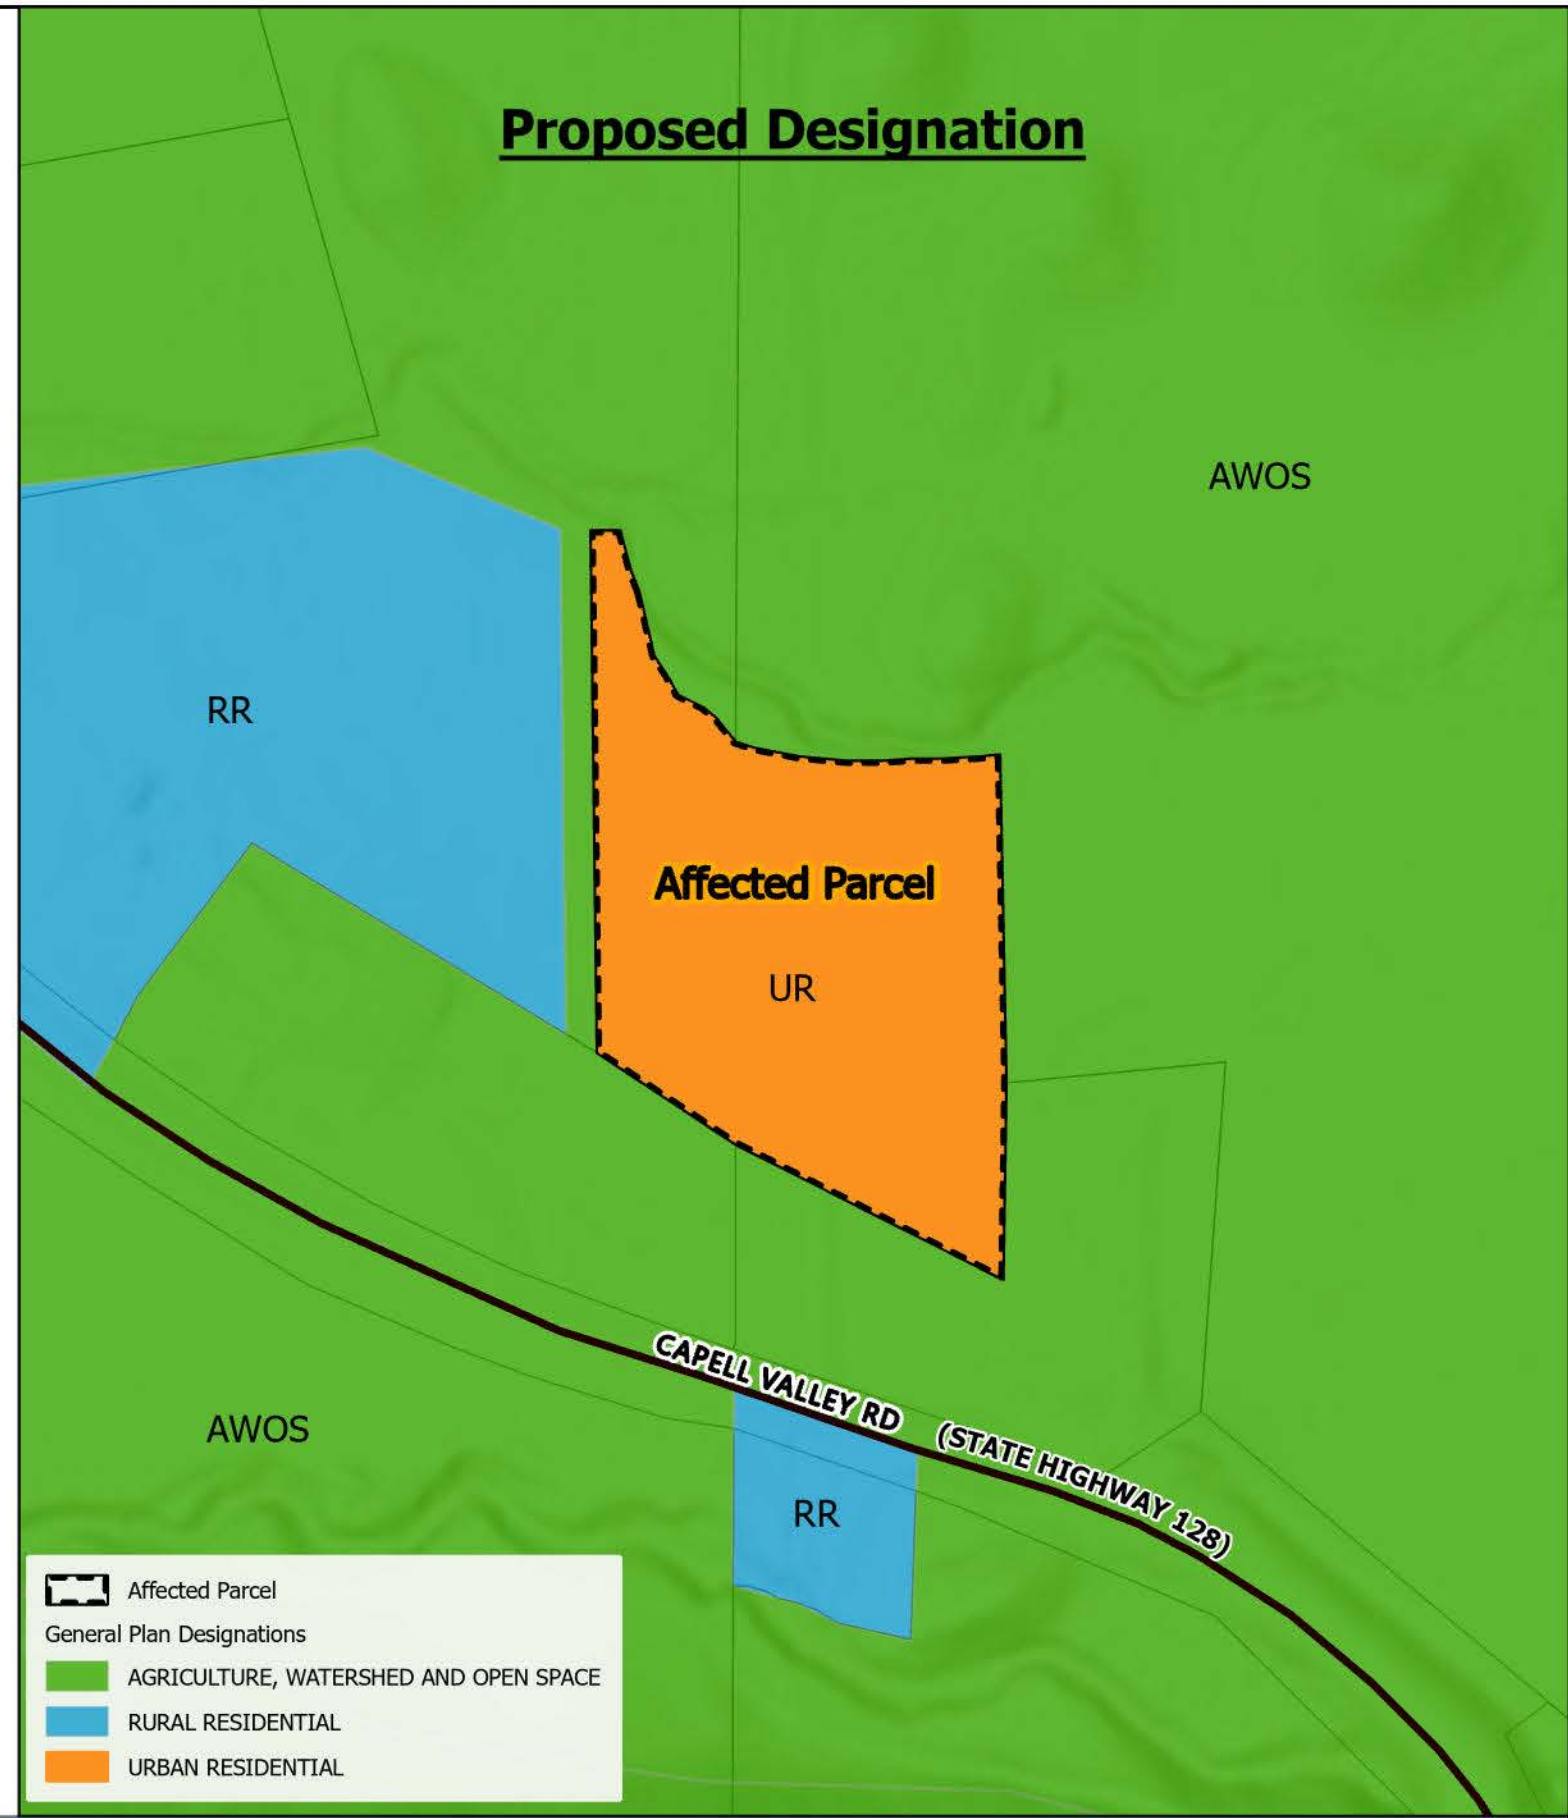 Proposed Designation
AWOS
RR
Affected Parcel
UR
CAPELL VALLEY RD (STATE HIGHWAY 128)
AWOS
RR
Affected Parcel
General Plan Designations
AGRICULTURE, WATERSHED AND OPEN SPACE
RURAL RESIDENTIAL
URBAN RESIDENTIAL